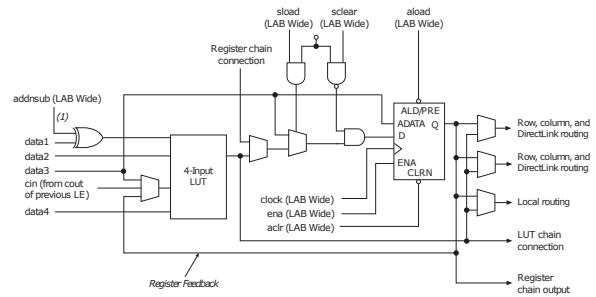 sload
(LAB Wide)
sclear
(LAB Wide)
aload
(LAB Wide)
Register chain
connection
addnsub (LAB Wide)
(1)
data1
data2
data3
cin (from cout
of previous LE)
data4
4-Input
LUT
ALD/PRE
ADATA Q
D
ENA
CLRN
clock (LAB Wide)
ena (LAB Wide)
aclr (LAB Wide)
Row, column, and
DirectLink routing
Row, column, and
DirectLink routing
Local routing
LUT chain
connection
Register
chain output
Register Feedback